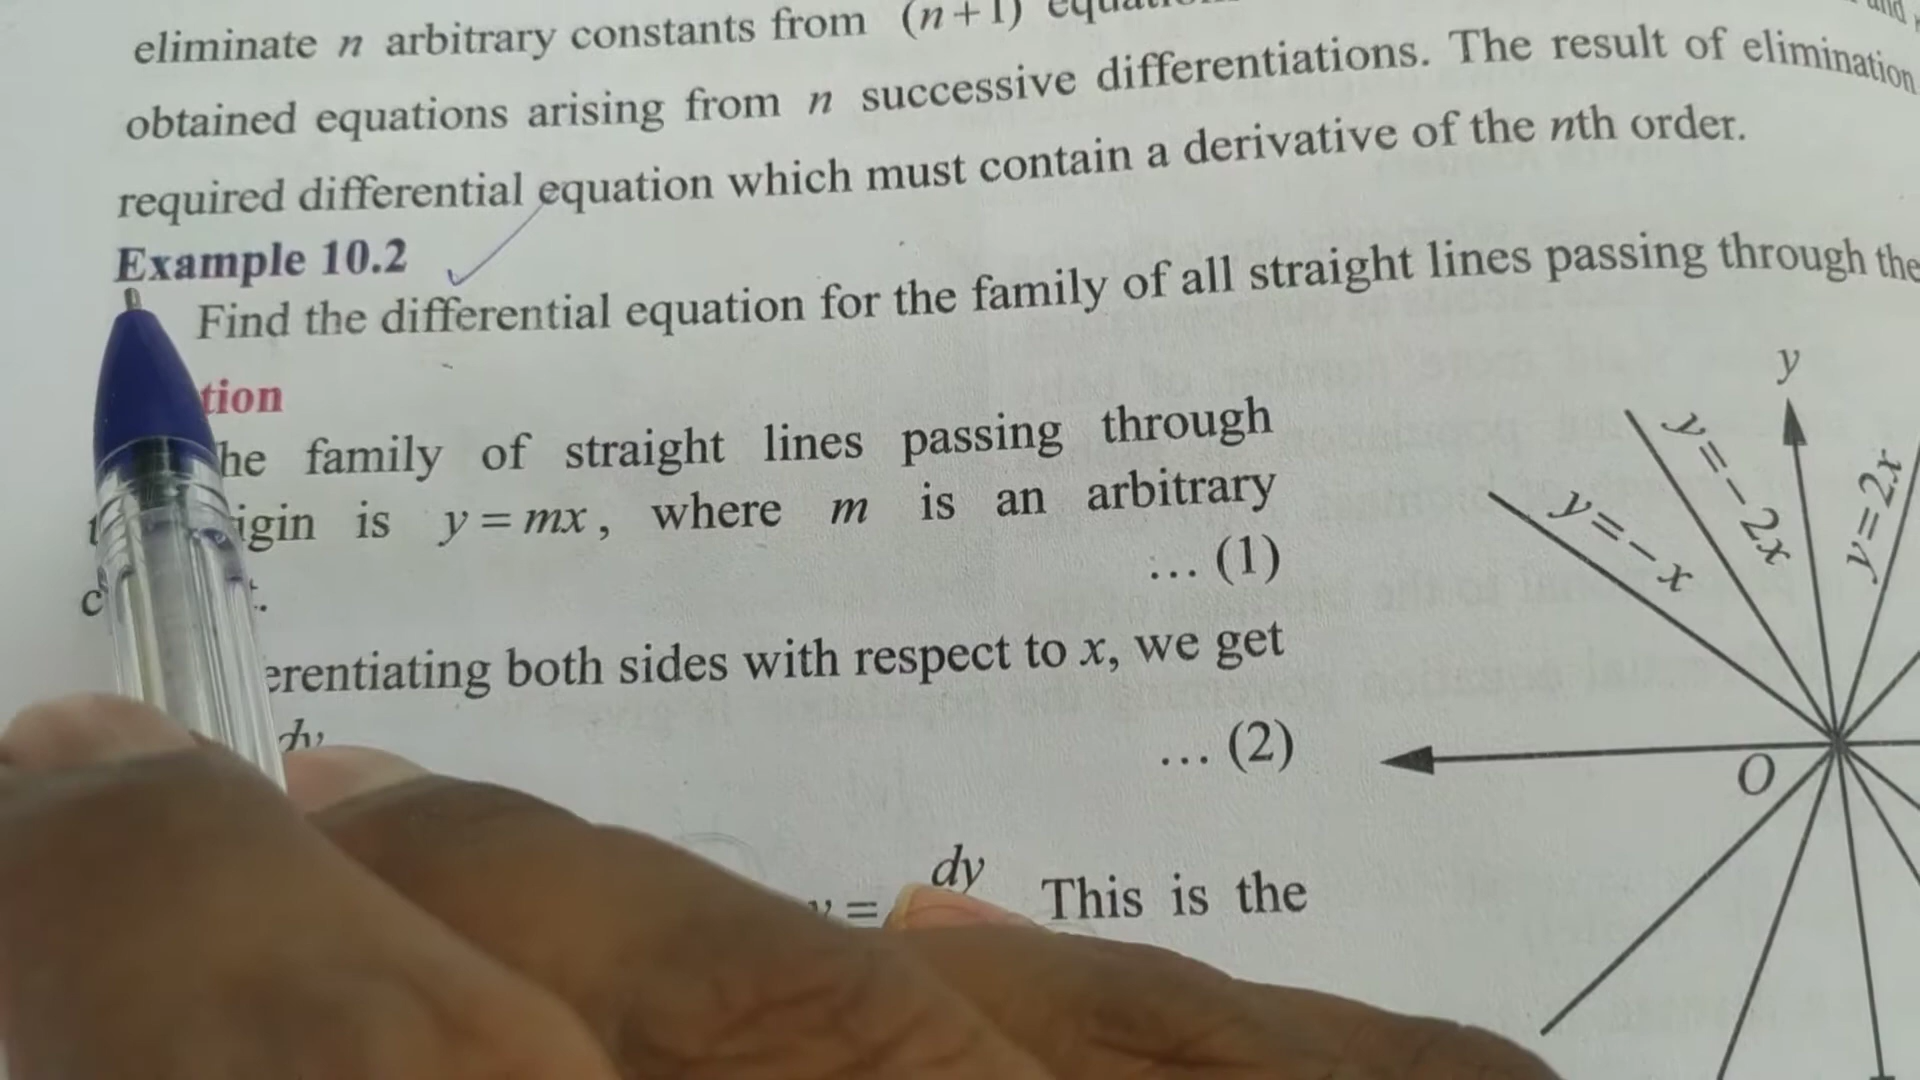 eliminate n arbitrary constants from (n+1)
obtained equations arising from n successive differentiations. The result of elimination
required differential equation which must contain a derivative of the nth order.
Example 10.2
Find the differential equation for the family of all straight lines passing through the
tion
he family of straight lines passing through
igin is y = mx, where m is an arbitrary
... (1)
erentiating both sides with respect to x, we get
... (2)
dy
y = This is the
y
y = – 2x
y = 2x
y = – x
O